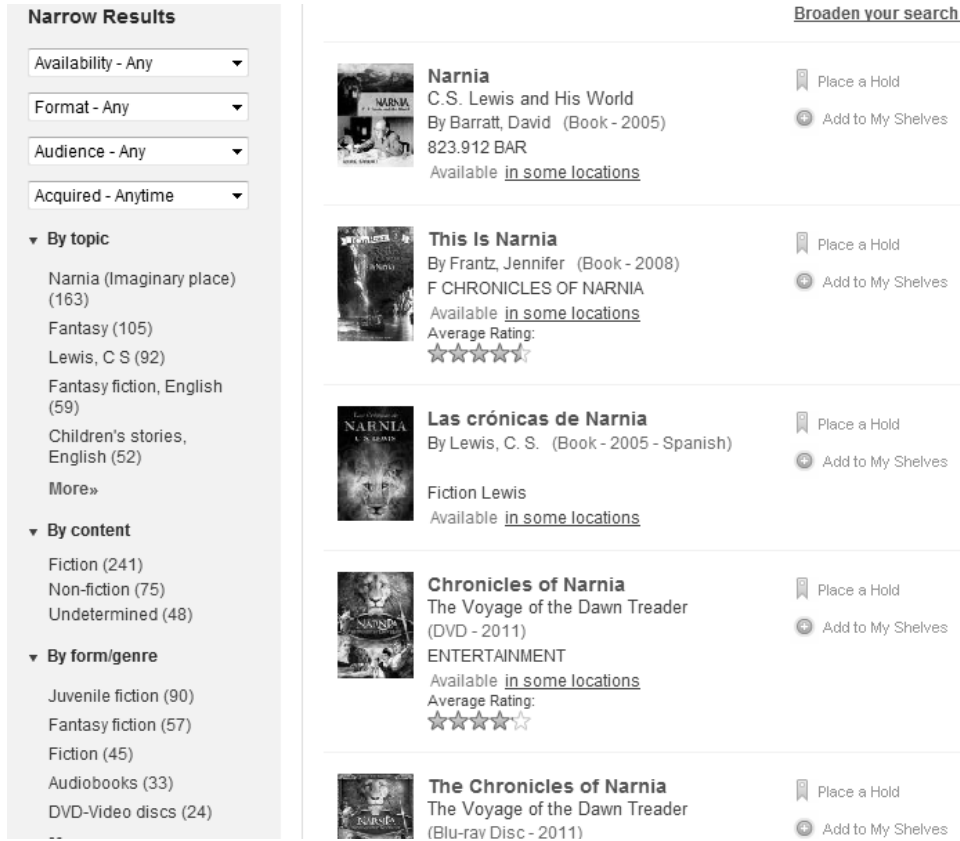 Narrow Results
Availability - Any
Format - Any
Audience - Any
Acquired - Anytime
By topic
Narnia (Imaginary place)
(163)
Fantasy (105)
Lewis, C S (92)
Fantasy fiction, English
(59)
Children's stories,
English (52)
More»
By content
Fiction (241)
Non-fiction (75)
Undetermined (48)
By form/genre
Juvenile fiction (90)
Fantasy fiction (57)
Fiction (45)
Audiobooks (33)
DVD-Video discs (24)
Broaden your search
NARNIA
Narnia
C.S. Lewis and His World
By Barratt, David (Book - 2005)
823.912 BAR
Available in some locations
Place a Hold
Add to My Shelves
This Is Narnia
By Frantz, Jennifer (Book - 2008)
F CHRONICLES OF NARNIA
Available in some locations
Average Rating:
Place a Hold
Add to My Shelves
Las Crónicas de
NARNIA
C. S. LEWIS
Las crónicas de Narnia
By Lewis, C. S. (Book - 2005 - Spanish)
Fiction Lewis
Available in some locations
Place a Hold
Add to My Shelves
NARNIA
Chronicles of Narnia
The Voyage of the Dawn Treader
(DVD - 2011)
ENTERTAINMENT
Available in some locations
Average Rating:
Place a Hold
Add to My Shelves
NARNIA
The Chronicles of Narnia
The Voyage of the Dawn Treader
(Blu-ray Disc - 2011)
Place a Hold
Add to My Shelves